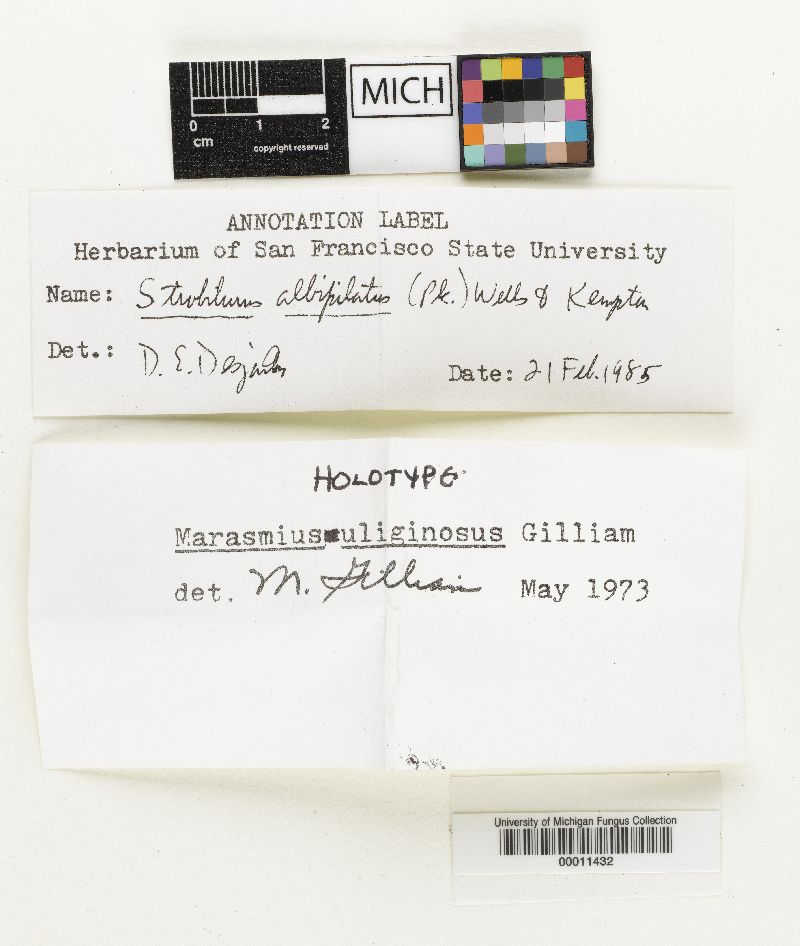 MICH
0 1 2
cm
copyright reserved
ANNOTATION LABEL
Herbarium of San Francisco State University
Name: Strobilurus albipilatus (Pk.) Wells & Kempton
Det.: D. E. Desjardin
Date: 21 Feb. 1985
HOLOTYPE
Marasmius uliginosus Gilliam
det. M. Gilliam May 1973
University of Michigan Fungus Collection
00011432